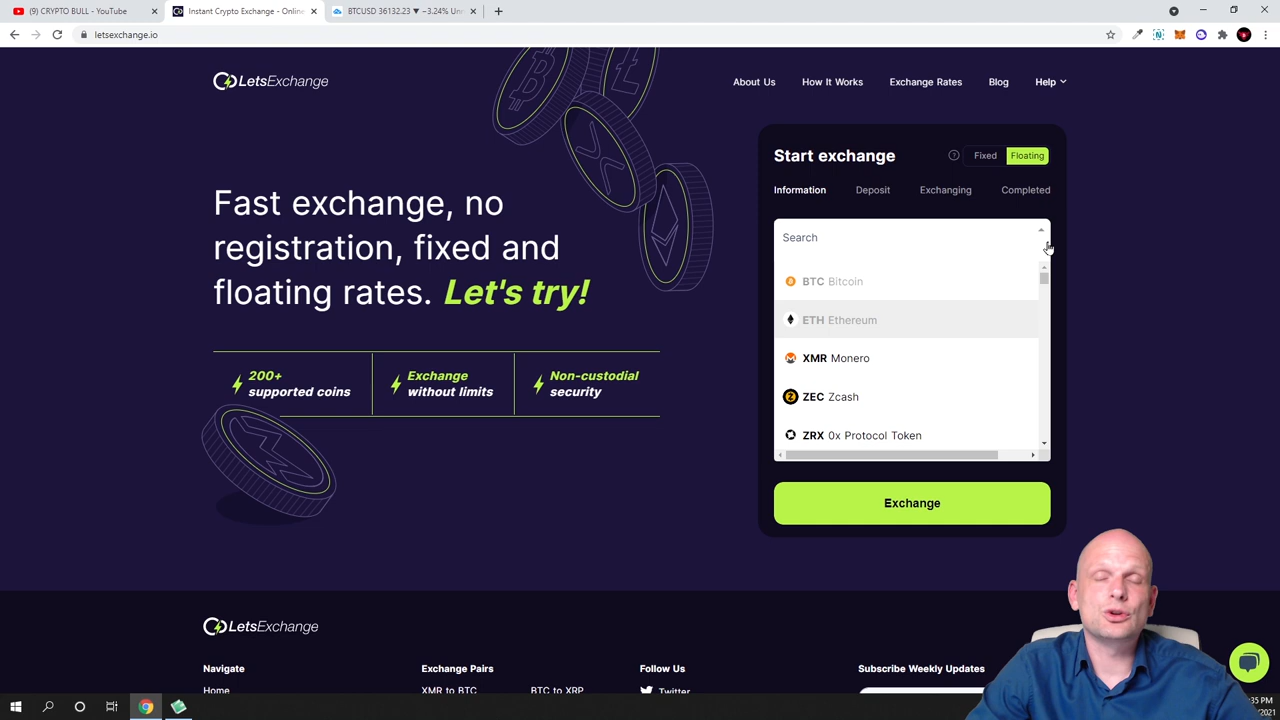 (9) CRYPTO BULL - YouTube
Instant Crypto Exchange - Online
BTCUSD 36132.23 ▼ −3.24% Un
letsexchange.io
LetsExchange
About Us
How It Works
Exchange Rates
Blog
Help
Start exchange
Fixed
Floating
Information
Deposit
Exchanging
Completed
Search
BTC Bitcoin
ETH Ethereum
XMR Monero
ZEC Zcash
ZRX 0x Protocol Token
Exchange
Fast exchange, no
registration, fixed and
floating rates. Let's try!
200+
supported coins
Exchange
without limits
Non-custodial
security
LetsExchange
Navigate
Exchange Pairs
Follow Us
Subscribe Weekly Updates
Home
XMR to BTC
BTC to XRP
Twitter
:35 PM
2021